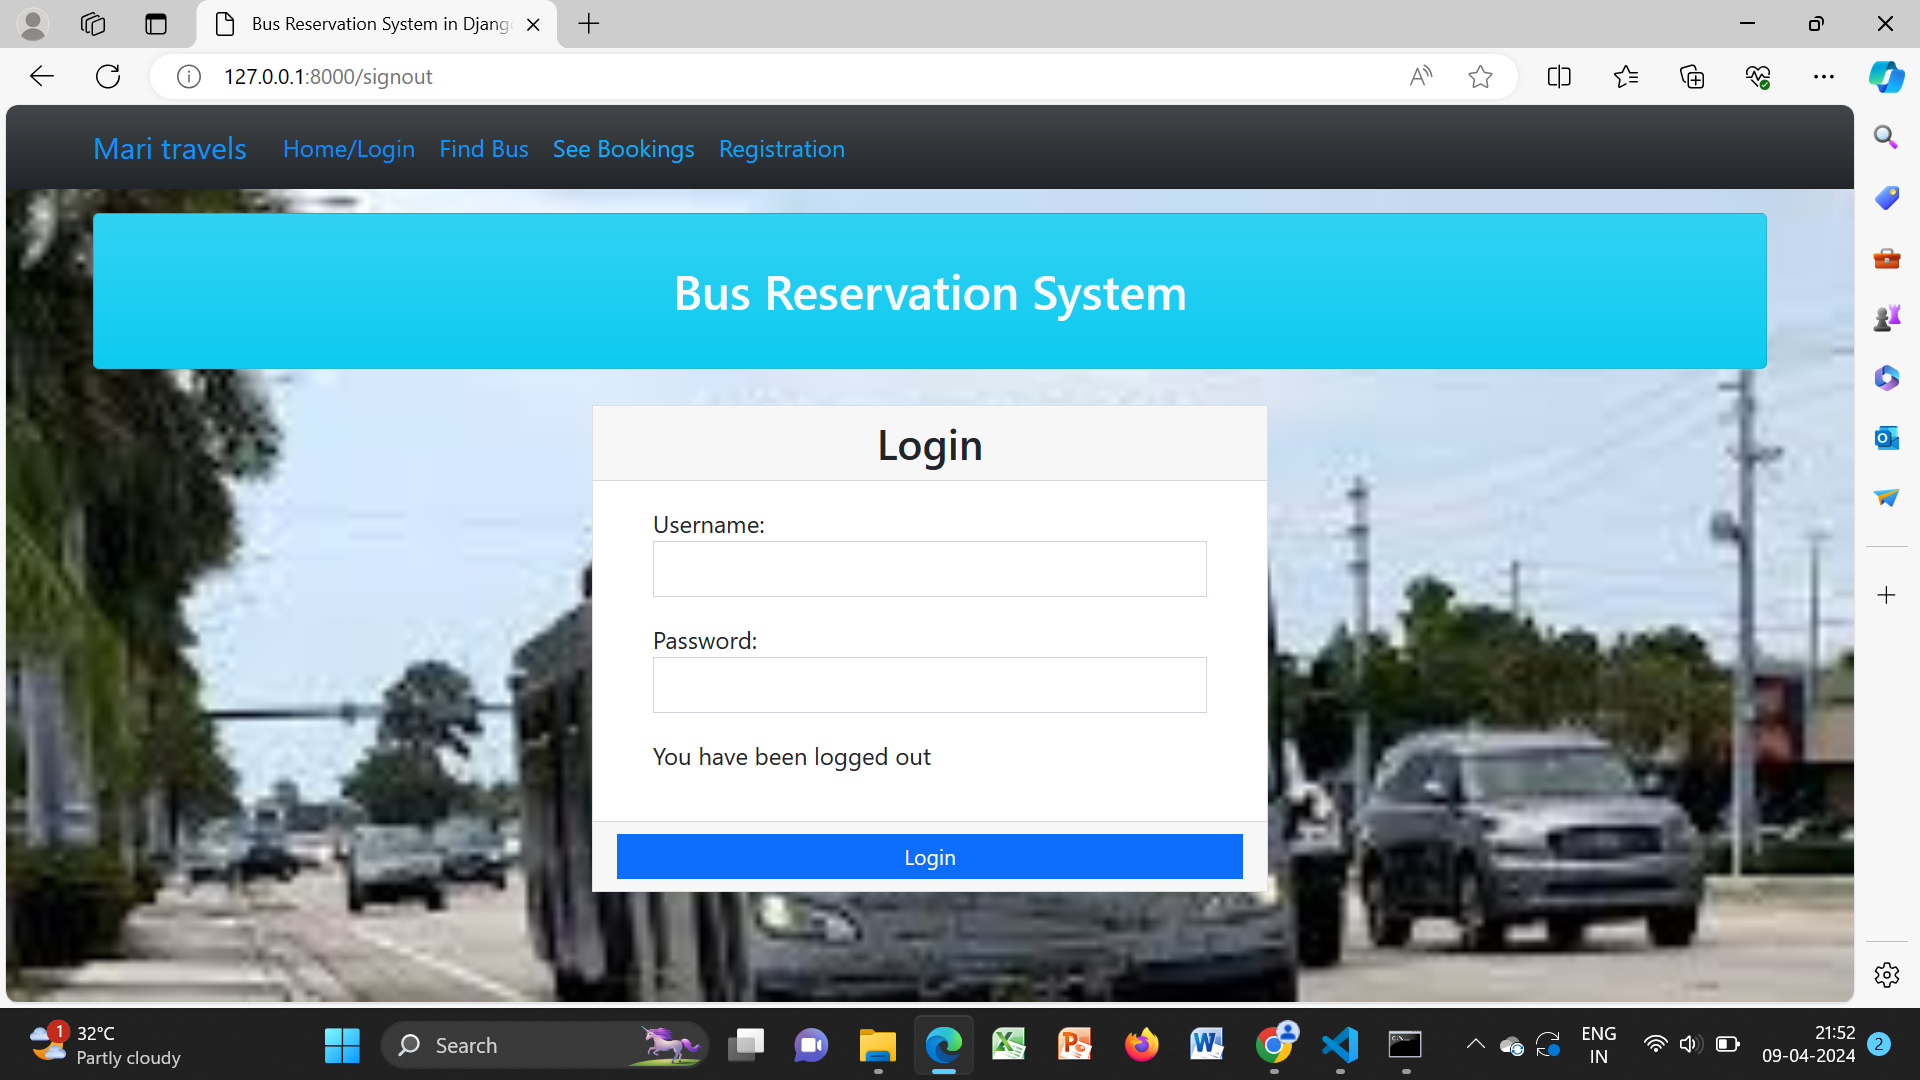 Bus Reservation System in Djang
127.0.0.1:8000/signout
Mari travels Home/Login Find Bus See Bookings Registration
Bus Reservation System
Login
Username:
Password:
You have been logged out
Login
1
32°C
Partly cloudy
Search
ENG
IN
21:52
09-04-2024
2